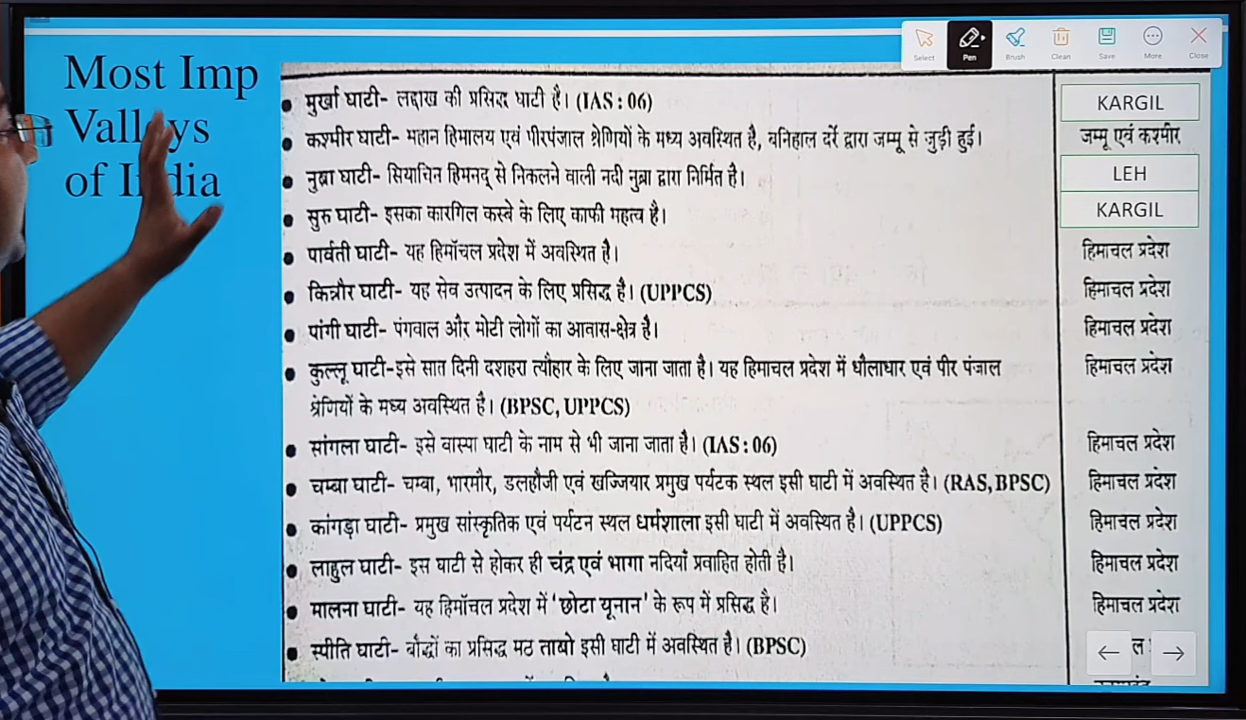 Most Imp
Valleys
of India
Select Pen Brush Clean Save More Close
• मुर्खा घाटी- लद्दाख की प्रसिद्ध घाटी है। (IAS : 06) KARGIL
• कश्मीर घाटी- महान हिमालय एवं पीरपंजाल श्रेणियों के मध्य अवस्थित है, बनिहाल दर्रे द्वारा जम्मू से जुड़ी हुई। जम्मू एवं कश्मीर
• नुब्रा घाटी- सियाचिन हिमनद् से निकलने वाली नदी नुब्रा द्वारा निर्मित है। LEH
• सुरु घाटी- इसका कारगिल कस्बे के लिए काफी महत्व है। KARGIL
• पार्वती घाटी- यह हिमॉचल प्रदेश में अवस्थित है। हिमाचल प्रदेश
• किन्नौर घाटी- यह सेव उत्पादन के लिए प्रसिद्ध है। (UPPCS) हिमाचल प्रदेश
• पांगी घाटी- पंगवाल और मोटी लोगों का आवास-क्षेत्र है। हिमाचल प्रदेश
• कुल्लू घाटी-इसे सात दिनी दशहरा त्यौहार के लिए जाना जाता है। यह हिमाचल प्रदेश में धौलाधार एवं पीर पंजाल हिमाचल प्रदेश
श्रेणियों के मध्य अवस्थित है। (BPSC, UPPCS)
• सांगला घाटी- इसे वास्पा घाटी के नाम से भी जाना जाता है। (IAS : 06) हिमाचल प्रदेश
• चम्बा घाटी- चम्बा, भारमौर, डलहौजी एवं खज्जियार प्रमुख पर्यटक स्थल इसी घाटी में अवस्थित है। (RAS, BPSC) हिमाचल प्रदेश
• कांगड़ा घाटी- प्रमुख सांस्कृतिक एवं पर्यटन स्थल धर्मशाला इसी घाटी में अवस्थित है। (UPPCS) हिमाचल प्रदेश
• लाहुल घाटी- इस घाटी से होकर ही चंद्र एवं भागा नदियाँ प्रवाहित होती है। हिमाचल प्रदेश
• मालना घाटी- यह हिमॉचल प्रदेश में 'छोटा यूनान' के रूप में प्रसिद्ध है। हिमाचल प्रदेश
• स्पीति घाटी- बौद्धों का प्रसिद्ध मठ ताबो इसी घाटी में अवस्थित है। (BPSC)